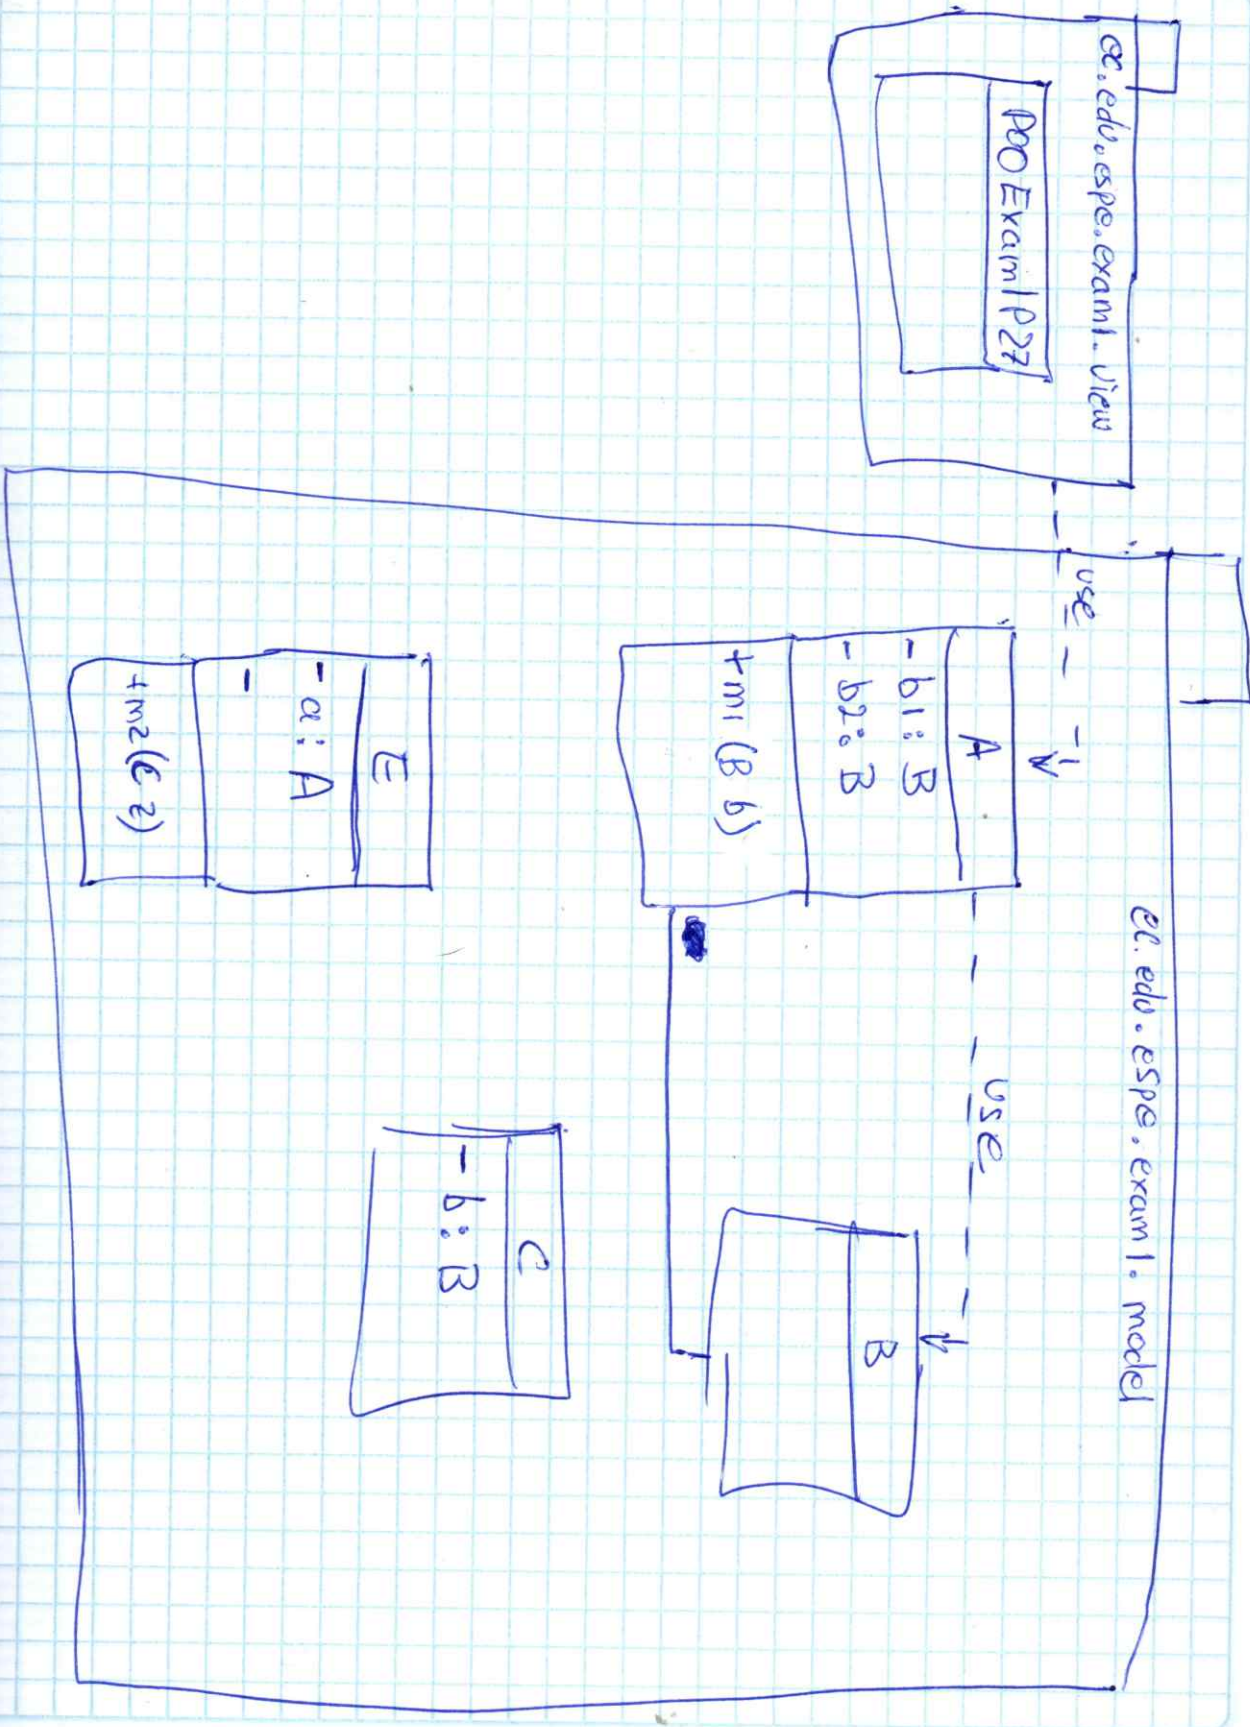 ec.edu.espe.exam1.view
POOExam1P27
use
ec.edu.espe.exam1.model
A
- b1: B
- b2: B
+m1(B b)
use
B
E
- a: A
-
+m2(C z)
C
- b: B